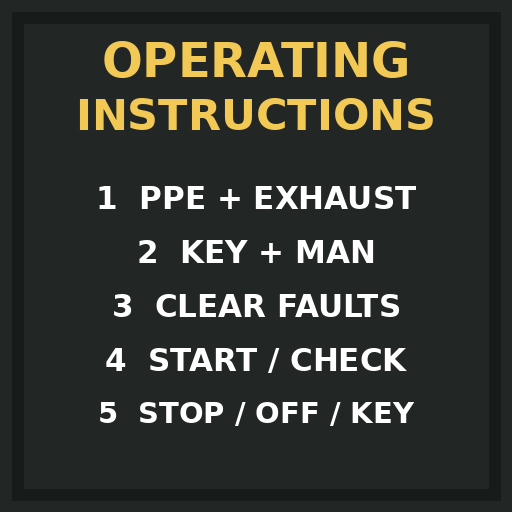 OPERATING
INSTRUCTIONS
1 PPE + EXHAUST
2 KEY + MAN
3 CLEAR FAULTS
4 START / CHECK
5 STOP / OFF / KEY